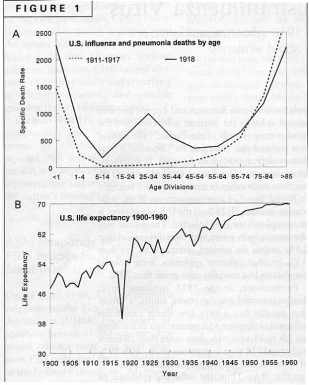 FIGURE 1
A
U.S. influenza and pneumonia deaths by age
1911-1917 1918
Specific Death Rate
2500
2000
1500
1000
500
0
<1 1-4 5-14 15-24 25-34 35-44 45-54 55-64 65-74 75-84 >85
Age Divisions
B
U.S. life expectancy 1900-1960
Life Expectancy
70
62
54
46
38
30
1900 1905 1910 1915 1920 1925 1930 1935 1940 1945 1950 1955 1960
Year